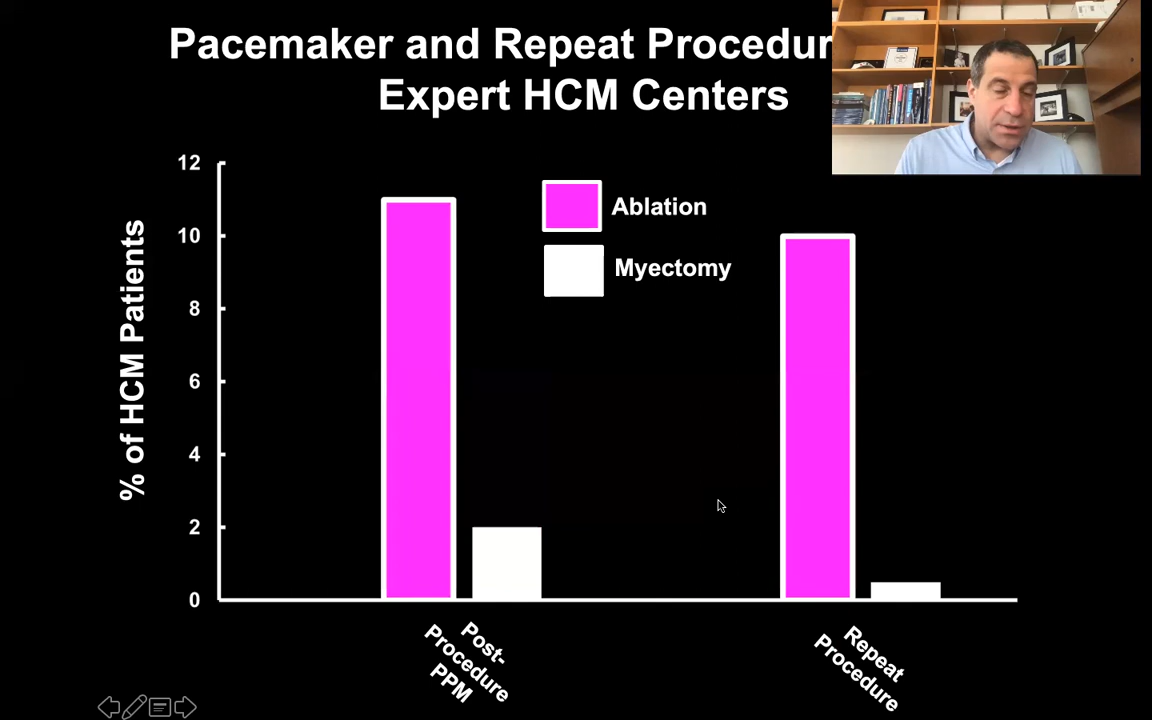 Pacemaker and Repeat
Expert HCM Centers
12
10
8
6
4
2
0
% of HCM Patients
Ablation
Myectomy
Post-
Procedure
PPM
Repeat
Procedure